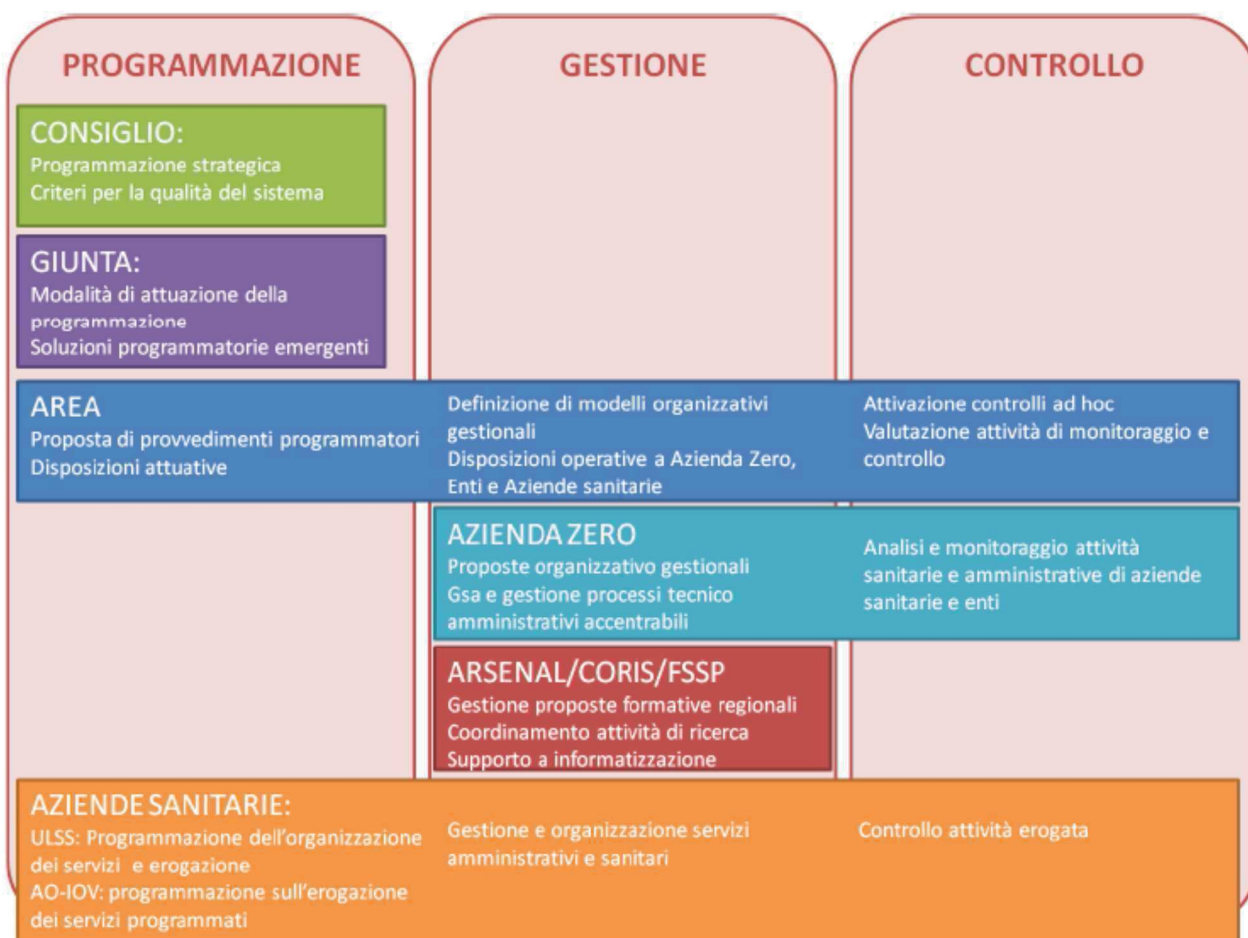 PROGRAMMAZIONE
GESTIONE
CONTROLLO
CONSIGLIO:
Programmazione strategica
Criteri per la qualità del sistema
GIUNTA:
Modalità di attuazione della
programmazione
Soluzioni programmatorie emergenti
AREA
Proposta di provvedimenti programmatori
Disposizioni attuative
Definizione di modelli organizzativi
gestionali
Disposizioni operative a Azienda Zero,
Enti e Aziende sanitarie
Attivazione controlli ad hoc
Valutazione attività di monitoraggio e
controllo
AZIENDA ZERO
Proposte organizzativo gestionali
Gsa e gestione processi tecnico
amministrativi accentrabili
Analisi e monitoraggio attività
sanitarie e amministrative di aziende
sanitarie e enti
ARSENAL/CORIS/FSSP
Gestione proposte formative regionali
Coordinamento attività di ricerca
Supporto a informatizzazione
AZIENDE SANITARIE:
ULSS: Programmazione dell'organizzazione
dei servizi e erogazione
AO-IOV: programmazione sull'erogazione
dei servizi programmati
Gestione e organizzazione servizi
amministrativi e sanitari
Controllo attività erogata